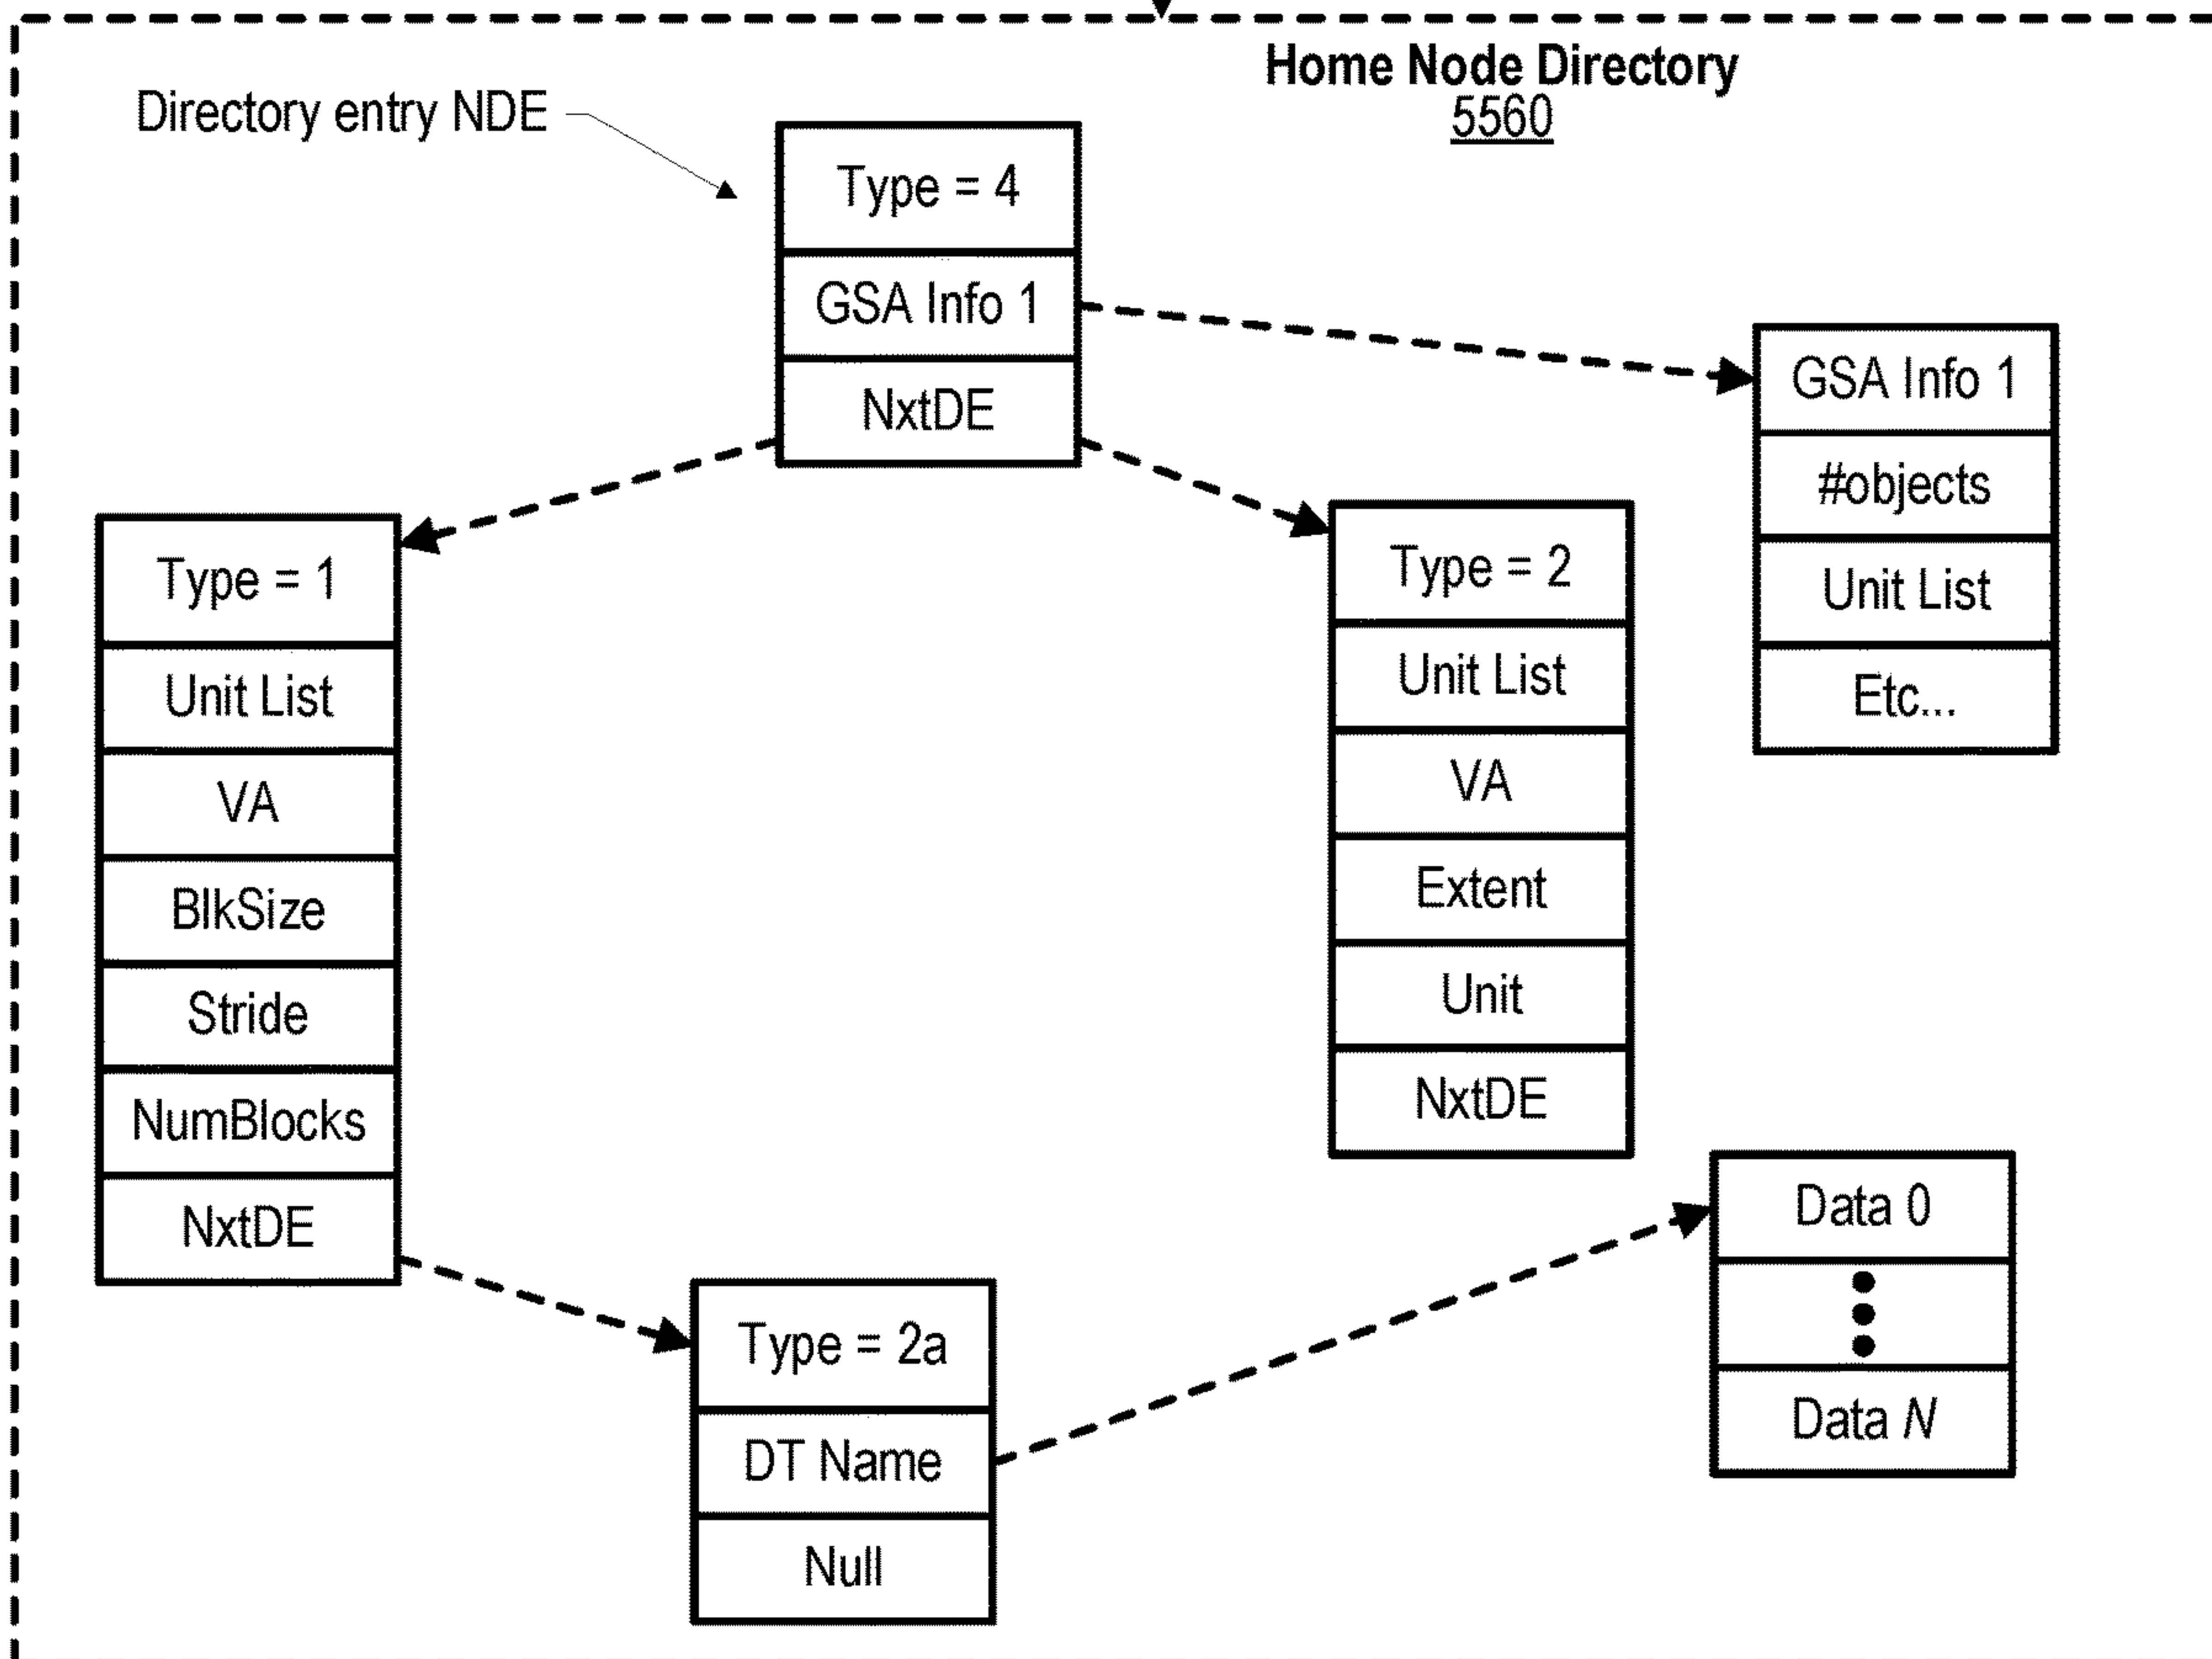 Home Node Directory
5560
Directory entry NDE
Type = 4
GSA Info 1
NxtDE
GSA Info 1
#objects
Unit List
Etc...
Type = 1
Unit List
VA
BlkSize
Stride
NumBlocks
NxtDE
Type = 2
Unit List
VA
Extent
Unit
NxtDE
Type = 2a
DT Name
Null
Data 0
Data N